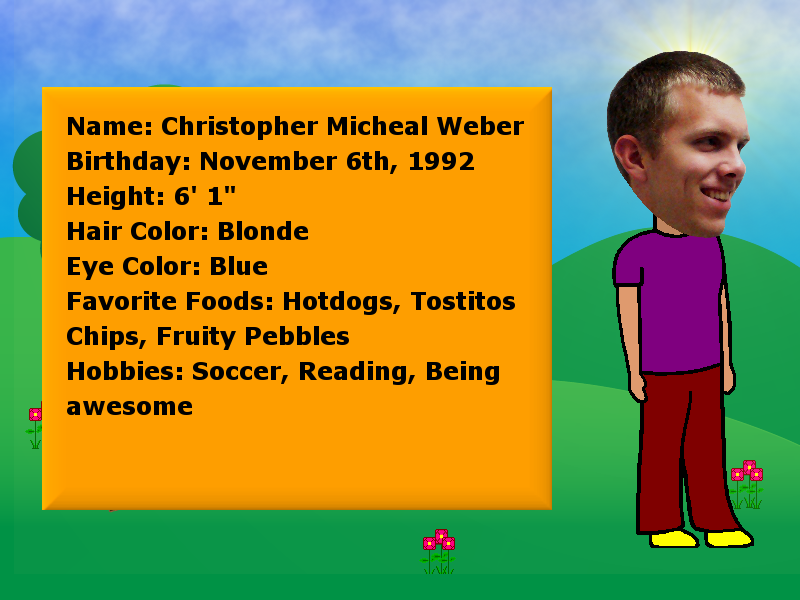 Name: Christopher Micheal Weber
Birthday: November 6th, 1992
Height: 6' 1"
Hair Color: Blonde
Eye Color: Blue
Favorite Foods: Hotdogs, Tostitos
Chips, Fruity Pebbles
Hobbies: Soccer, Reading, Being
awesome